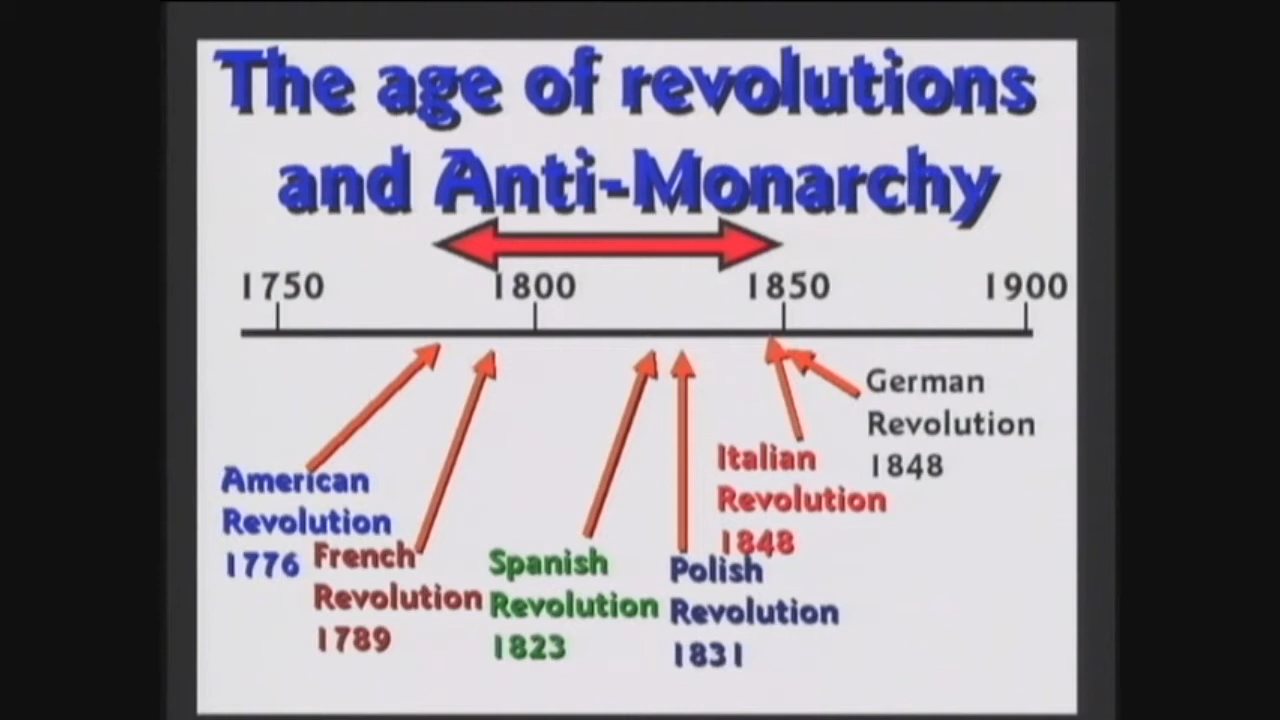 The age of revolutions
and Anti-Monarchy
1750
1800
1850
1900
American
Revolution
1776
French
Revolution
1789
Spanish
Revolution
1823
Polish
Revolution
1831
Italian
Revolution
1848
German
Revolution
1848